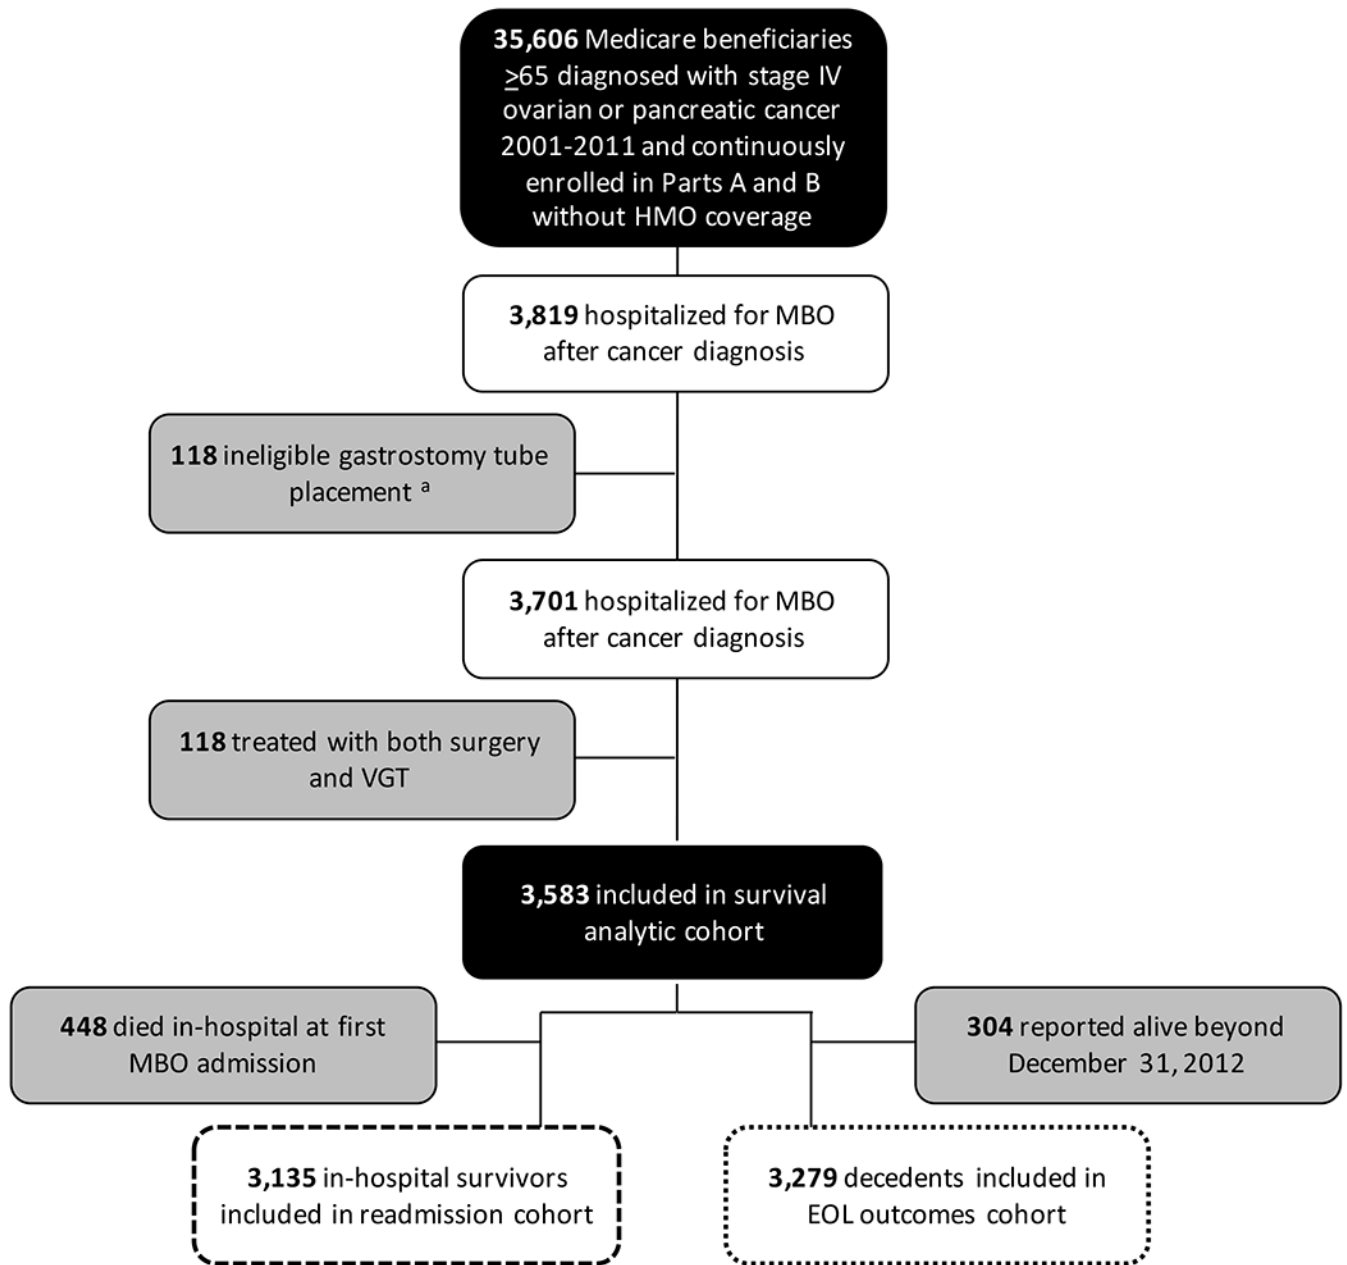 35,606 Medicare beneficiaries
≥65 diagnosed with stage IV
ovarian or pancreatic cancer
2001-2011 and continuously
enrolled in Parts A and B
without HMO coverage
3,819 hospitalized for MBO
after cancer diagnosis
118 ineligible gastrostomy tube
placement a
3,701 hospitalized for MBO
after cancer diagnosis
118 treated with both surgery
and VGT
3,583 included in survival
analytic cohort
448 died in-hospital at first
MBO admission
304 reported alive beyond
December 31, 2012
3,135 in-hospital survivors
included in readmission cohort
3,279 decedents included in
EOL outcomes cohort